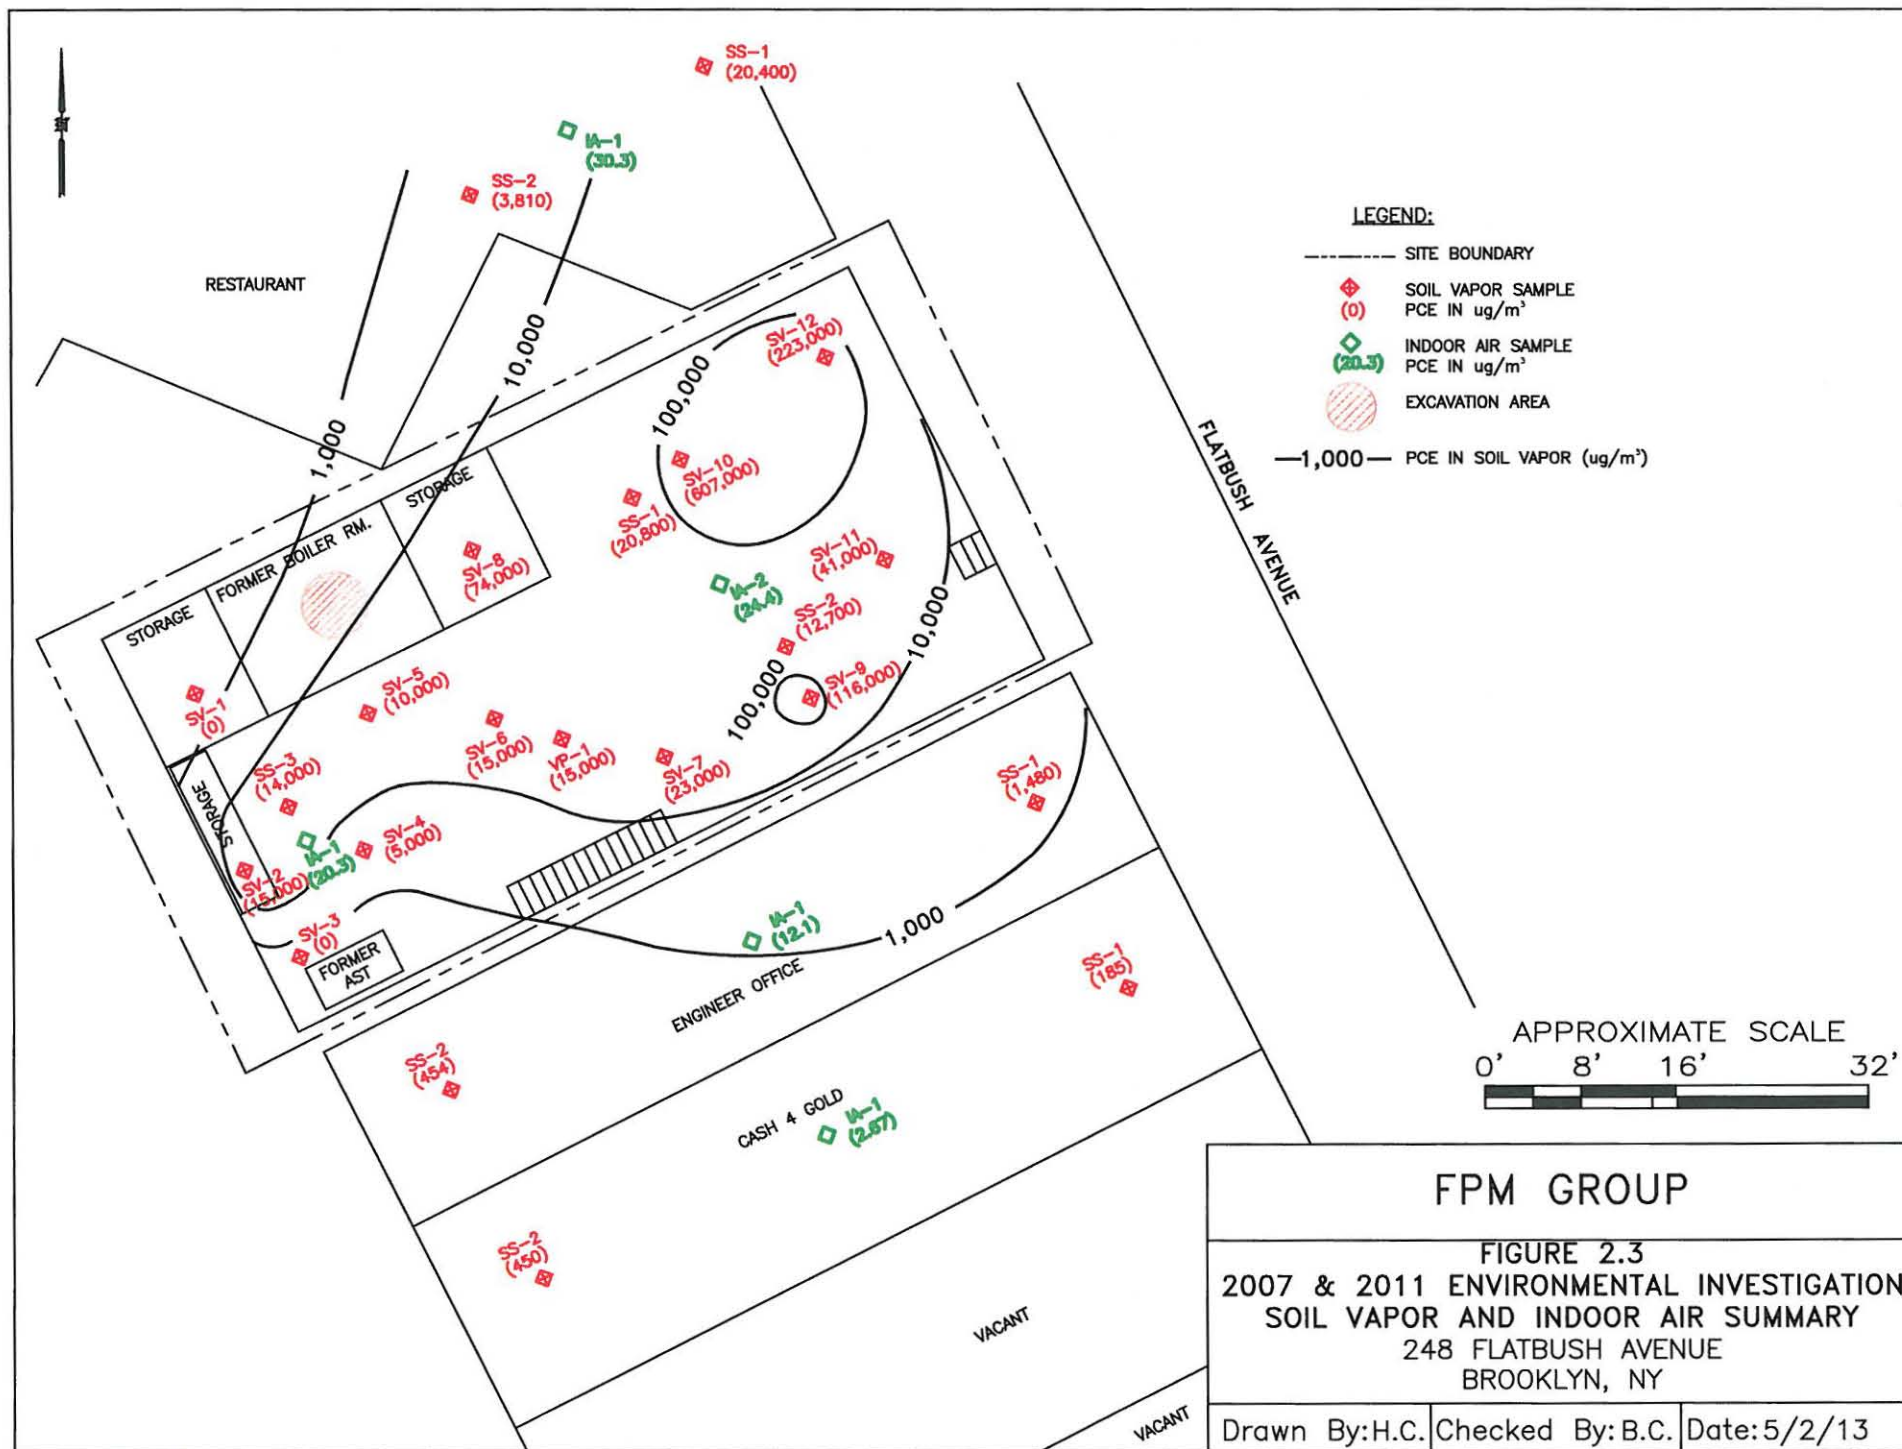 SS-1
(20,400)
IA-1
(30.3)
SS-2
(3,810)
RESTAURANT
LEGEND:
SITE BOUNDARY
SOIL VAPOR SAMPLE
(0)
PCE IN ug/m³
INDOOR AIR SAMPLE
(20.3)
PCE IN ug/m³
EXCAVATION AREA
1,000
PCE IN SOIL VAPOR (ug/m³)
10,000
1,000
100,000
SV-12
(223,000)
SV-10
(607,000)
SS-1
(20,800)
SV-11
(41,000)
IA-2
(24.4)
SS-2
(12,700)
10,000
100,000
SV-9
(116,000)
FLATBUSH AVENUE
STORAGE
FORMER BOILER RM.
STORAGE
SV-8
(74,000)
SV-1
(0)
SV-5
(10,000)
SV-6
(15,000)
VP-1
(15,000)
SV-7
(23,000)
SS-3
(14,000)
STORAGE
IA-1
(20.3)
SV-4
(5,000)
SV-2
(15,000)
SV-3
(0)
FORMER
AST
SS-1
(1,480)
IA-1
(12.1)
1,000
ENGINEER OFFICE
SS-1
(185)
SS-2
(454)
CASH 4 GOLD
IA-1
(2.67)
SS-2
(450)
VACANT
VACANT
APPROXIMATE SCALE
0' 8' 16' 32'
FPM GROUP
FIGURE 2.3
2007 & 2011 ENVIRONMENTAL INVESTIGATION
SOIL VAPOR AND INDOOR AIR SUMMARY
248 FLATBUSH AVENUE
BROOKLYN, NY
Drawn By:H.C. Checked By:B.C. Date:5/2/13